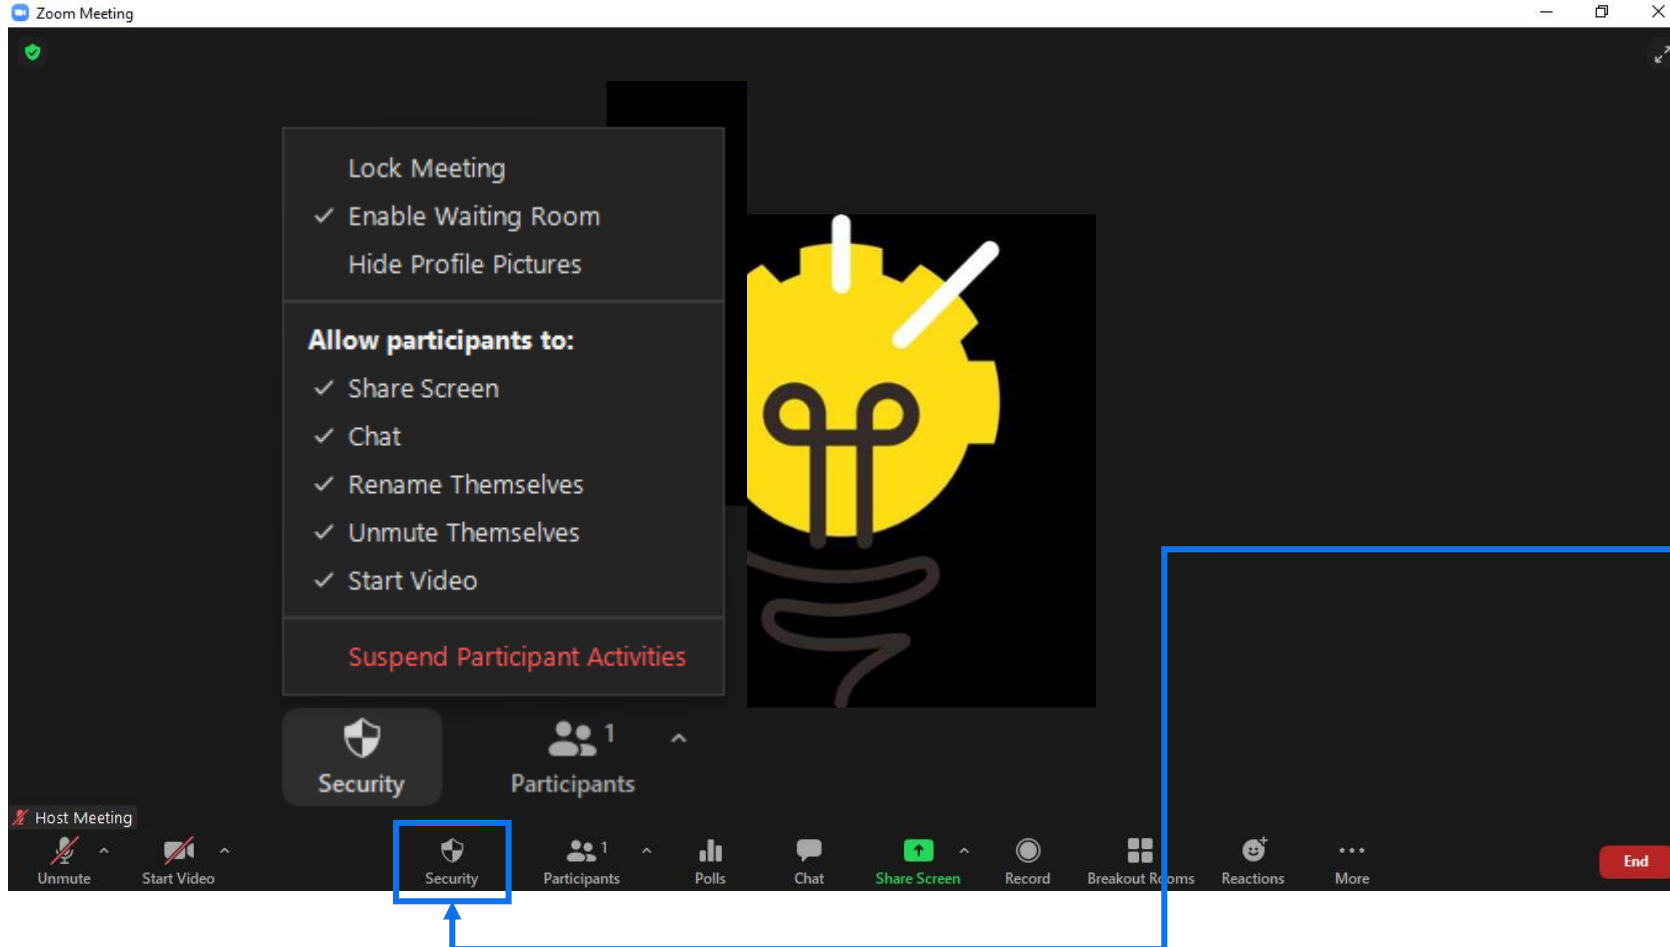 Zoom Meeting
Lock Meeting
Enable Waiting Room
Hide Profile Pictures
Allow participants to:
Share Screen
Chat
Rename Themselves
Unmute Themselves
Start Video
Suspend Participant Activities
1
Security
Participants
Host Meeting
1
Unmute
Start Video
Security
Participants
Polls
Chat
Share Screen
Record
Breakout Rooms
Reactions
More
End